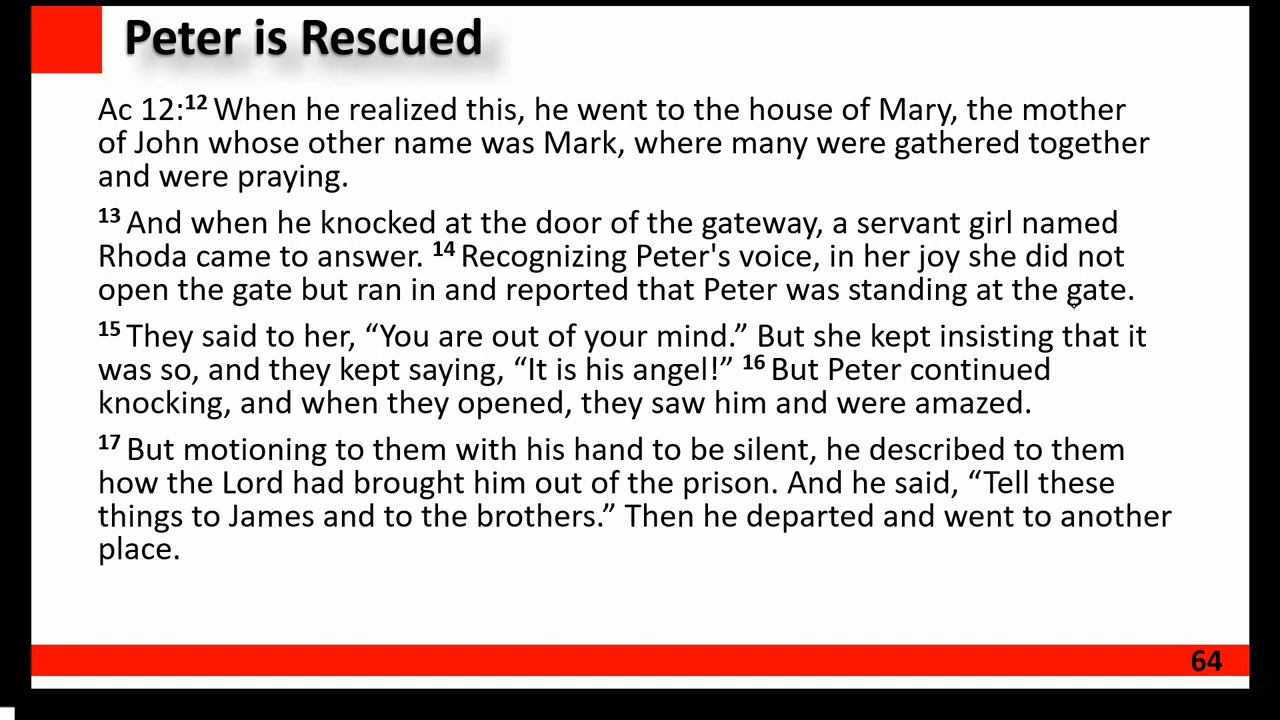 Peter is Rescued
Ac 12:12 When he realized this, he went to the house of Mary, the mother
of John whose other name was Mark, where many were gathered together
and were praying.
13 And when he knocked at the door of the gateway, a servant girl named
Rhoda came to answer. 14 Recognizing Peter's voice, in her joy she did not
open the gate but ran in and reported that Peter was standing at the gate.
15 They said to her, “You are out of your mind.” But she kept insisting that it
was so, and they kept saying, “It is his angel!” 16 But Peter continued
knocking, and when they opened, they saw him and were amazed.
17 But motioning to them with his hand to be silent, he described to them
how the Lord had brought him out of the prison. And he said, “Tell these
things to James and to the brothers.” Then he departed and went to another
place.
64